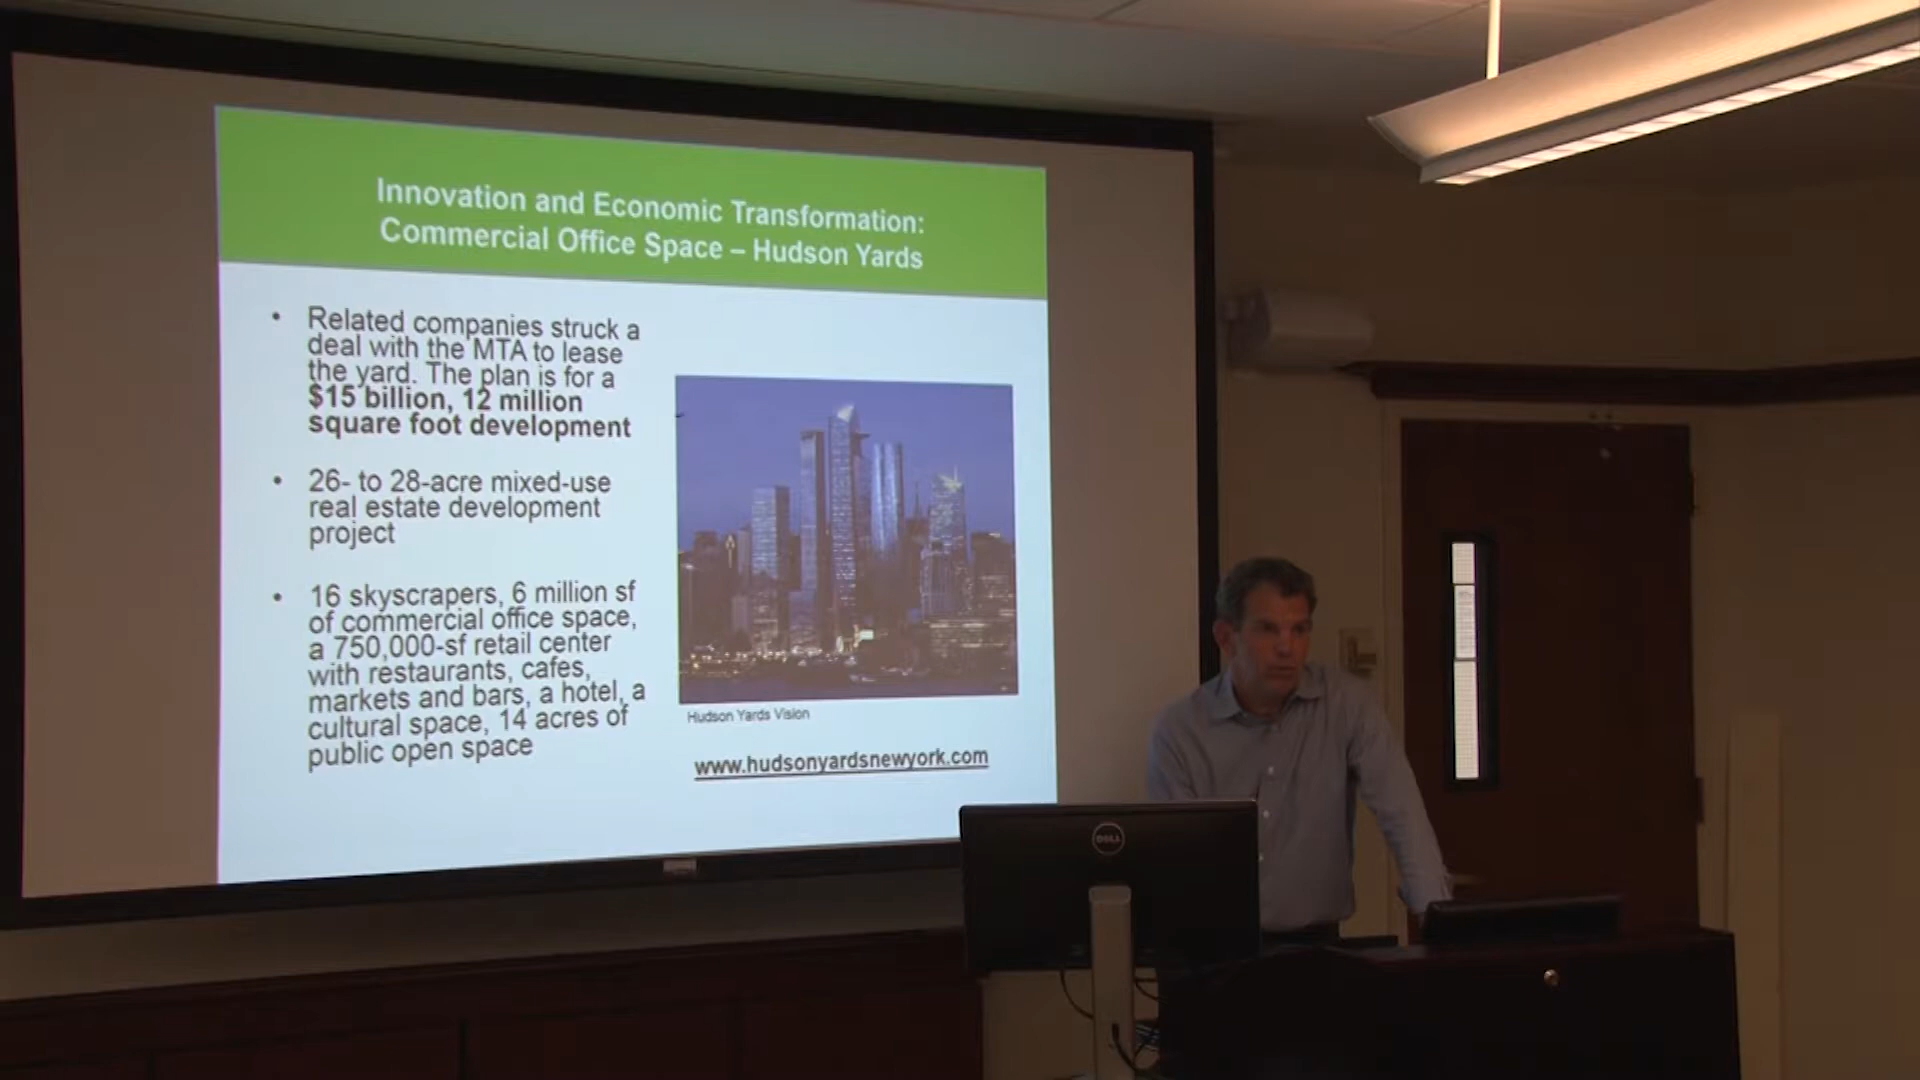 Innovation and Economic Transformation:
Commercial Office Space – Hudson Yards
• Related companies struck a
deal with the MTA to lease
the yard. The plan is for a
$15 billion, 12 million
square foot development
• 26- to 28-acre mixed-use
real estate development
project
• 16 skyscrapers, 6 million sf
of commercial office space,
a 750,000-sf retail center
with restaurants, cafes,
markets and bars, a hotel, a
cultural space, 14 acres of
public open space
Hudson Yards Vision
www.hudsonyardsnewyork.com
DELL